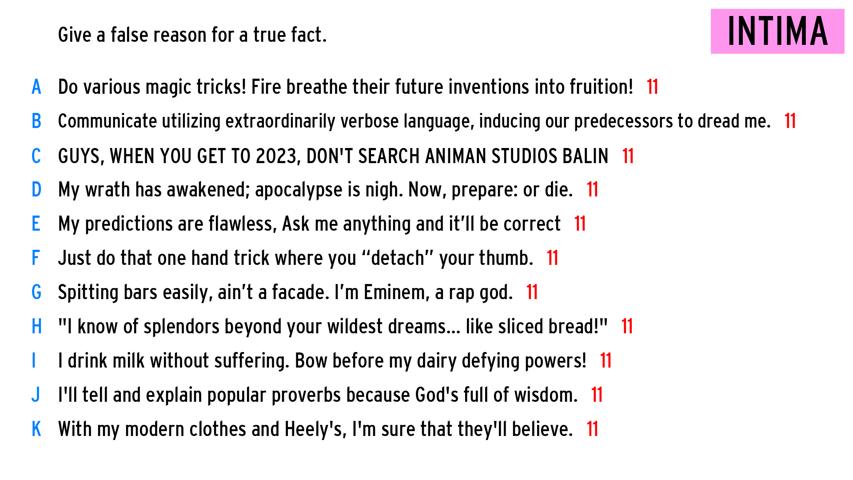 Give a false reason for a true fact.
INTIMA
A Do various magic tricks! Fire breathe their future inventions into fruition! 11
B Communicate utilizing extraordinarily verbose language, inducing our predecessors to dread me. 11
C GUYS, WHEN YOU GET TO 2023, DON'T SEARCH ANIMAN STUDIOS BALIN 11
D My wrath has awakened; apocalypse is nigh. Now, prepare: or die. 11
E My predictions are flawless, Ask me anything and it’ll be correct 11
F Just do that one hand trick where you “detach” your thumb. 11
G Spitting bars easily, ain’t a facade. I’m Eminem, a rap god. 11
H "I know of splendors beyond your wildest dreams... like sliced bread!" 11
I I drink milk without suffering. Bow before my dairy defying powers! 11
J I'll tell and explain popular proverbs because God's full of wisdom. 11
K With my modern clothes and Heely's, I'm sure that they'll believe. 11